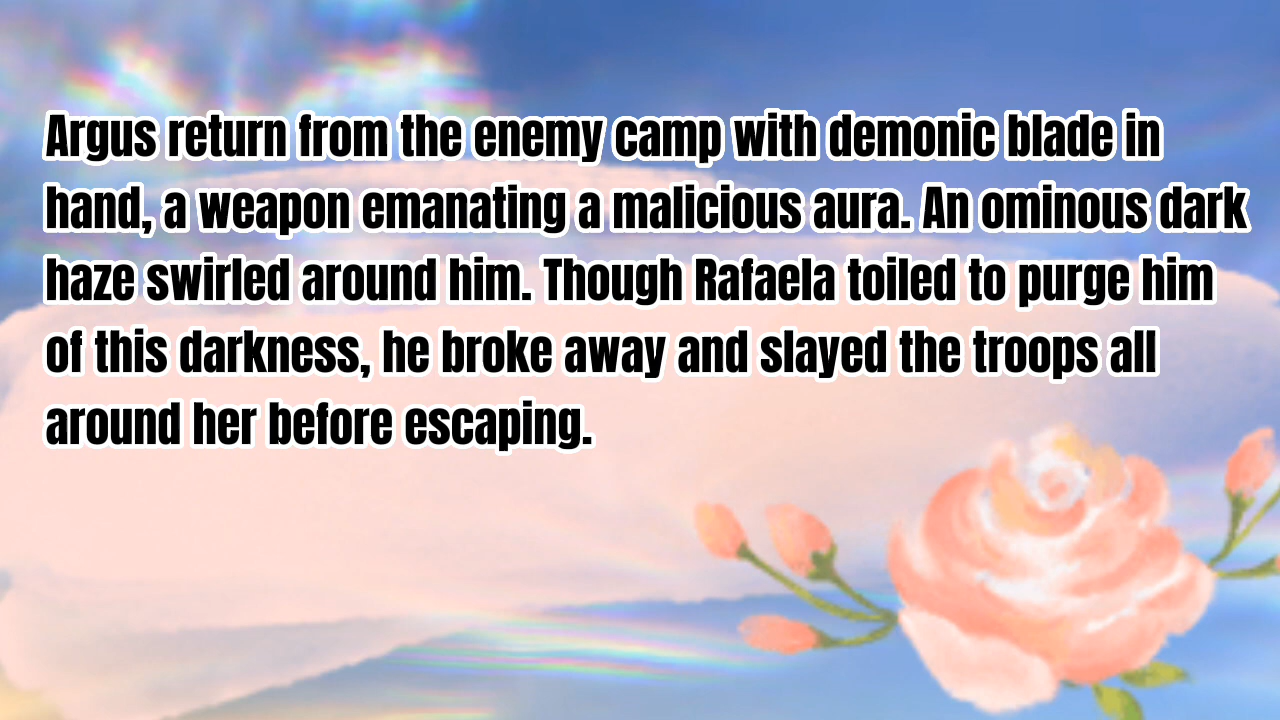 Argus return from the enemy camp with demonic blade in
hand, a weapon emanating a malicious aura. An ominous dark
haze swirled around him. Though Rafaela toiled to purge him
of this darkness, he broke away and slayed the troops all
around her before escaping.